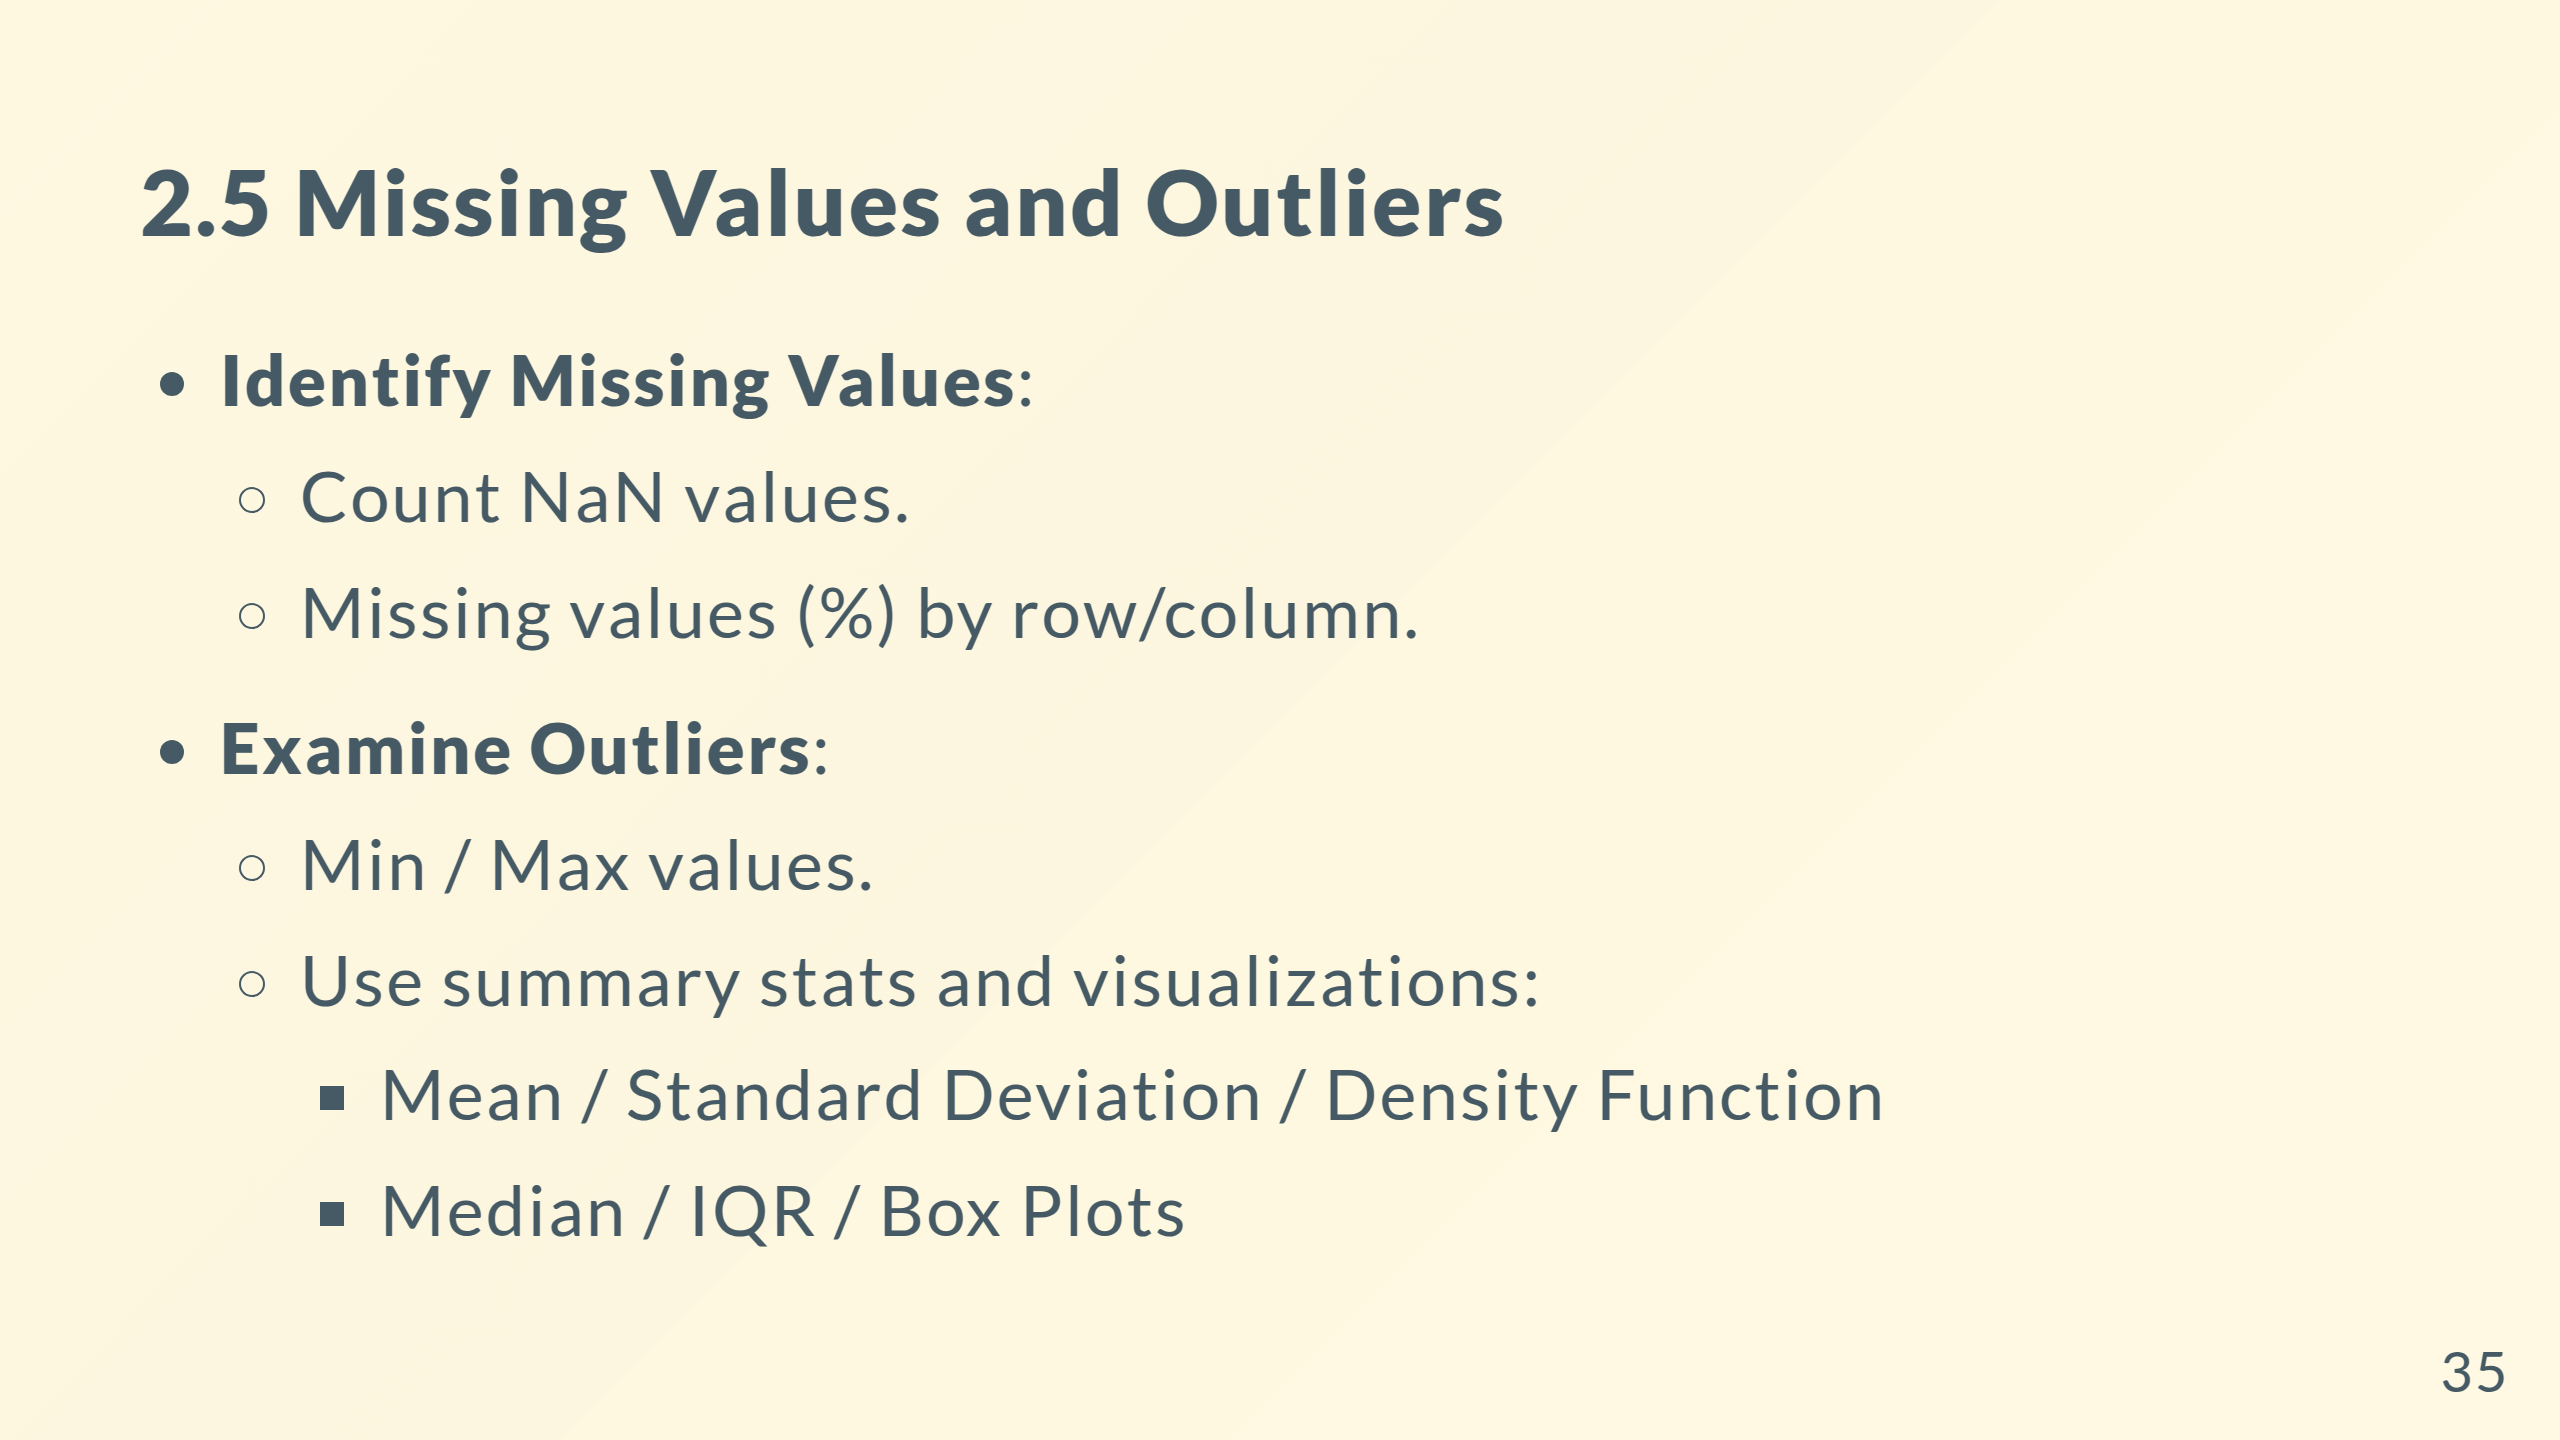 2.5 Missing Values and Outliers
Identify Missing Values:
Count NaN values.
Missing values (%) by row/column.
Examine Outliers:
Min / Max values.
Use summary stats and visualizations:
Mean / Standard Deviation / Density Function
Median / IQR / Box Plots
35